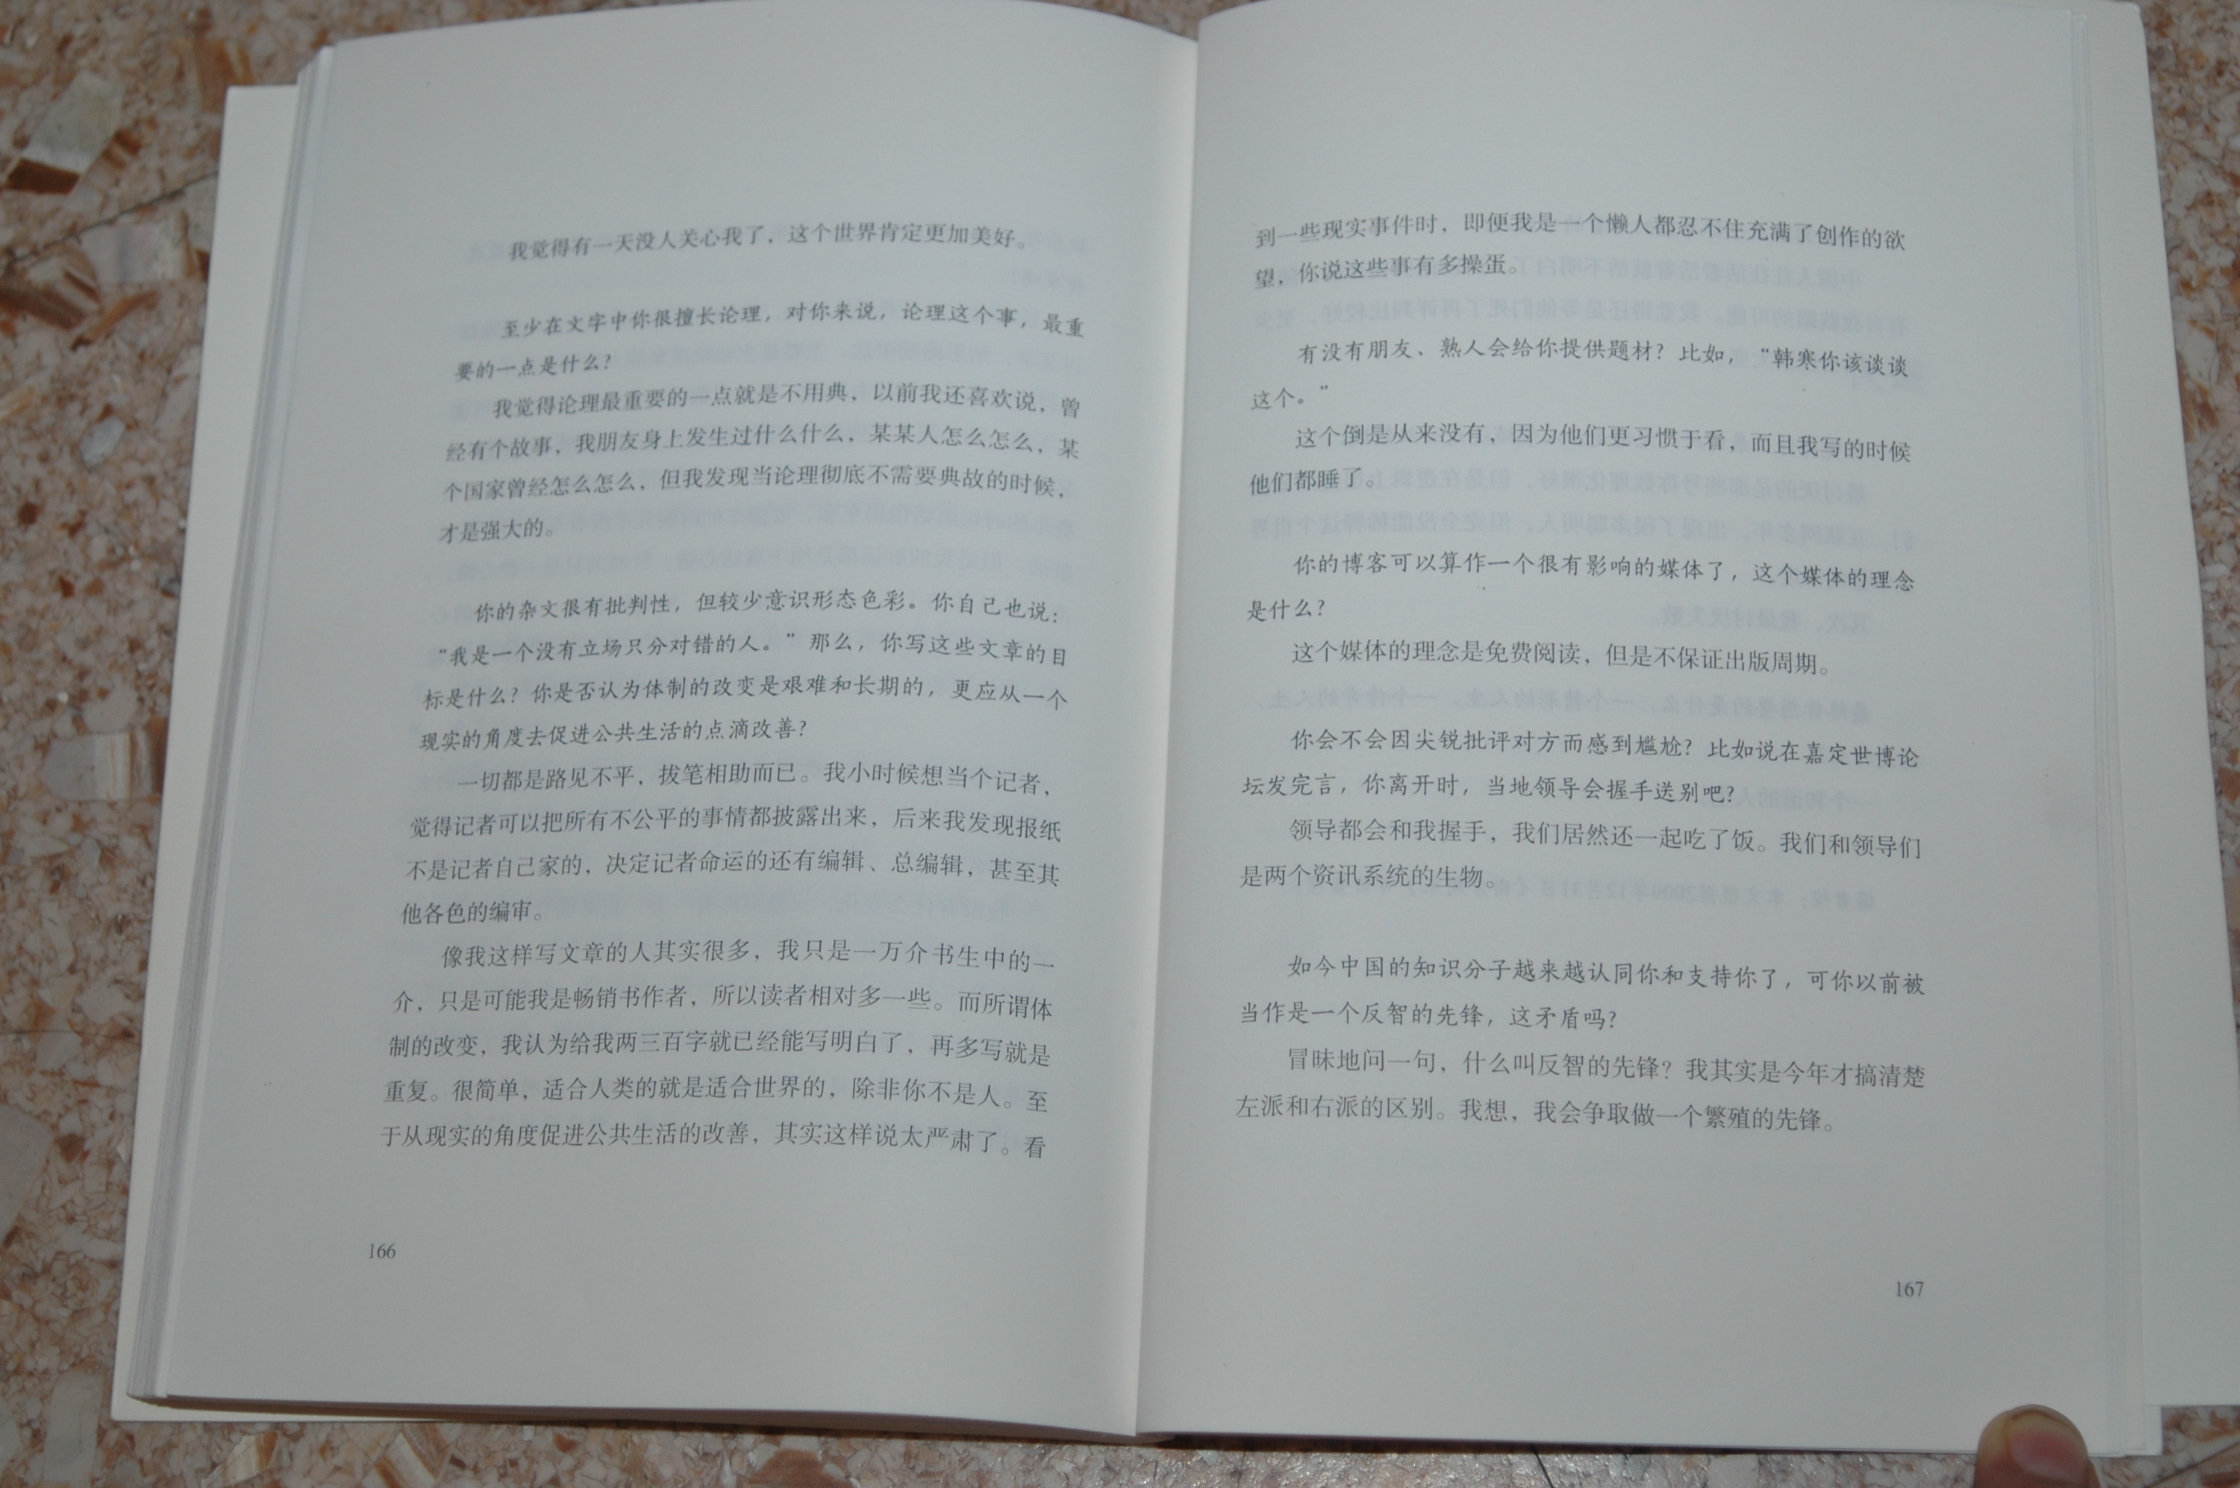 我觉得有一天没人关心我了，这个世界肯定更加美好。
至少在文字中你很擅长论理，对你来说，论理这个事，最重
要的一点是什么？
我觉得论理最重要的一点就是不用典，以前我还喜欢说，曾
经有个故事，我朋友身上发生过什么什么，某某人怎么怎么，某
个国家曾经怎么怎么，但我发现当论理彻底不需要典故的时候，
才是强大的。
你的杂文很有批判性，但较少意识形态色彩。你自己也说：
“我是一个没有立场只分对错的人。”那么，你写这些文章的目
标是什么？你是否认为体制的改变是艰难和长期的，更应从一个
现实的角度去促进公共生活的点滴改善？
一切都是路见不平，拔笔相助而已。我小时候想当个记者，
觉得记者可以把所有不公平的事情都披露出来，后来我发现报纸
不是记者自己家的，决定记者命运的还有编辑、总编辑，甚至其
他各色的编审。
像我这样写文章的人其实很多，我只是一万介书生中的一
介，只是可能我是畅销书作者，所以读者相对多一些。而所谓体
制的改变，我认为给我两三百字就已经能写明白了，再多写就是
重复。很简单，适合人类的就是适合世界的，除非你不是人。至
于从现实的角度促进公共生活的改善，其实这样说太严肃了。看
166
到一些现实事件时，即便我是一个懒人都忍不住充满了创作的欲
望，你说这些事有多操蛋。
有没有朋友、熟人会给你提供题材？比如，“韩寒你该谈谈
这个。”
这个倒是从来没有，因为他们更习惯于看，而且我写的时候
他们都睡了。
你的博客可以算作一个很有影响的媒体了，这个媒体的理念
是什么？
这个媒体的理念是免费阅读，但是不保证出版周期。
你会不会因尖锐批评对方而感到尴尬？比如说在嘉定世博论
坛发完言，你离开时，当地领导会握手送别吧？
领导都会和我握手，我们居然还一起吃了饭。我们和领导们
是两个资讯系统的生物。
如今中国的知识分子越来越认同你和支持你了，可你以前被
当作是一个反智的先锋，这矛盾吗？
冒昧地问一句，什么叫反智的先锋？我其实是今年才搞清楚
左派和右派的区别。我想，我会争取做一个繁殖的先锋。
167